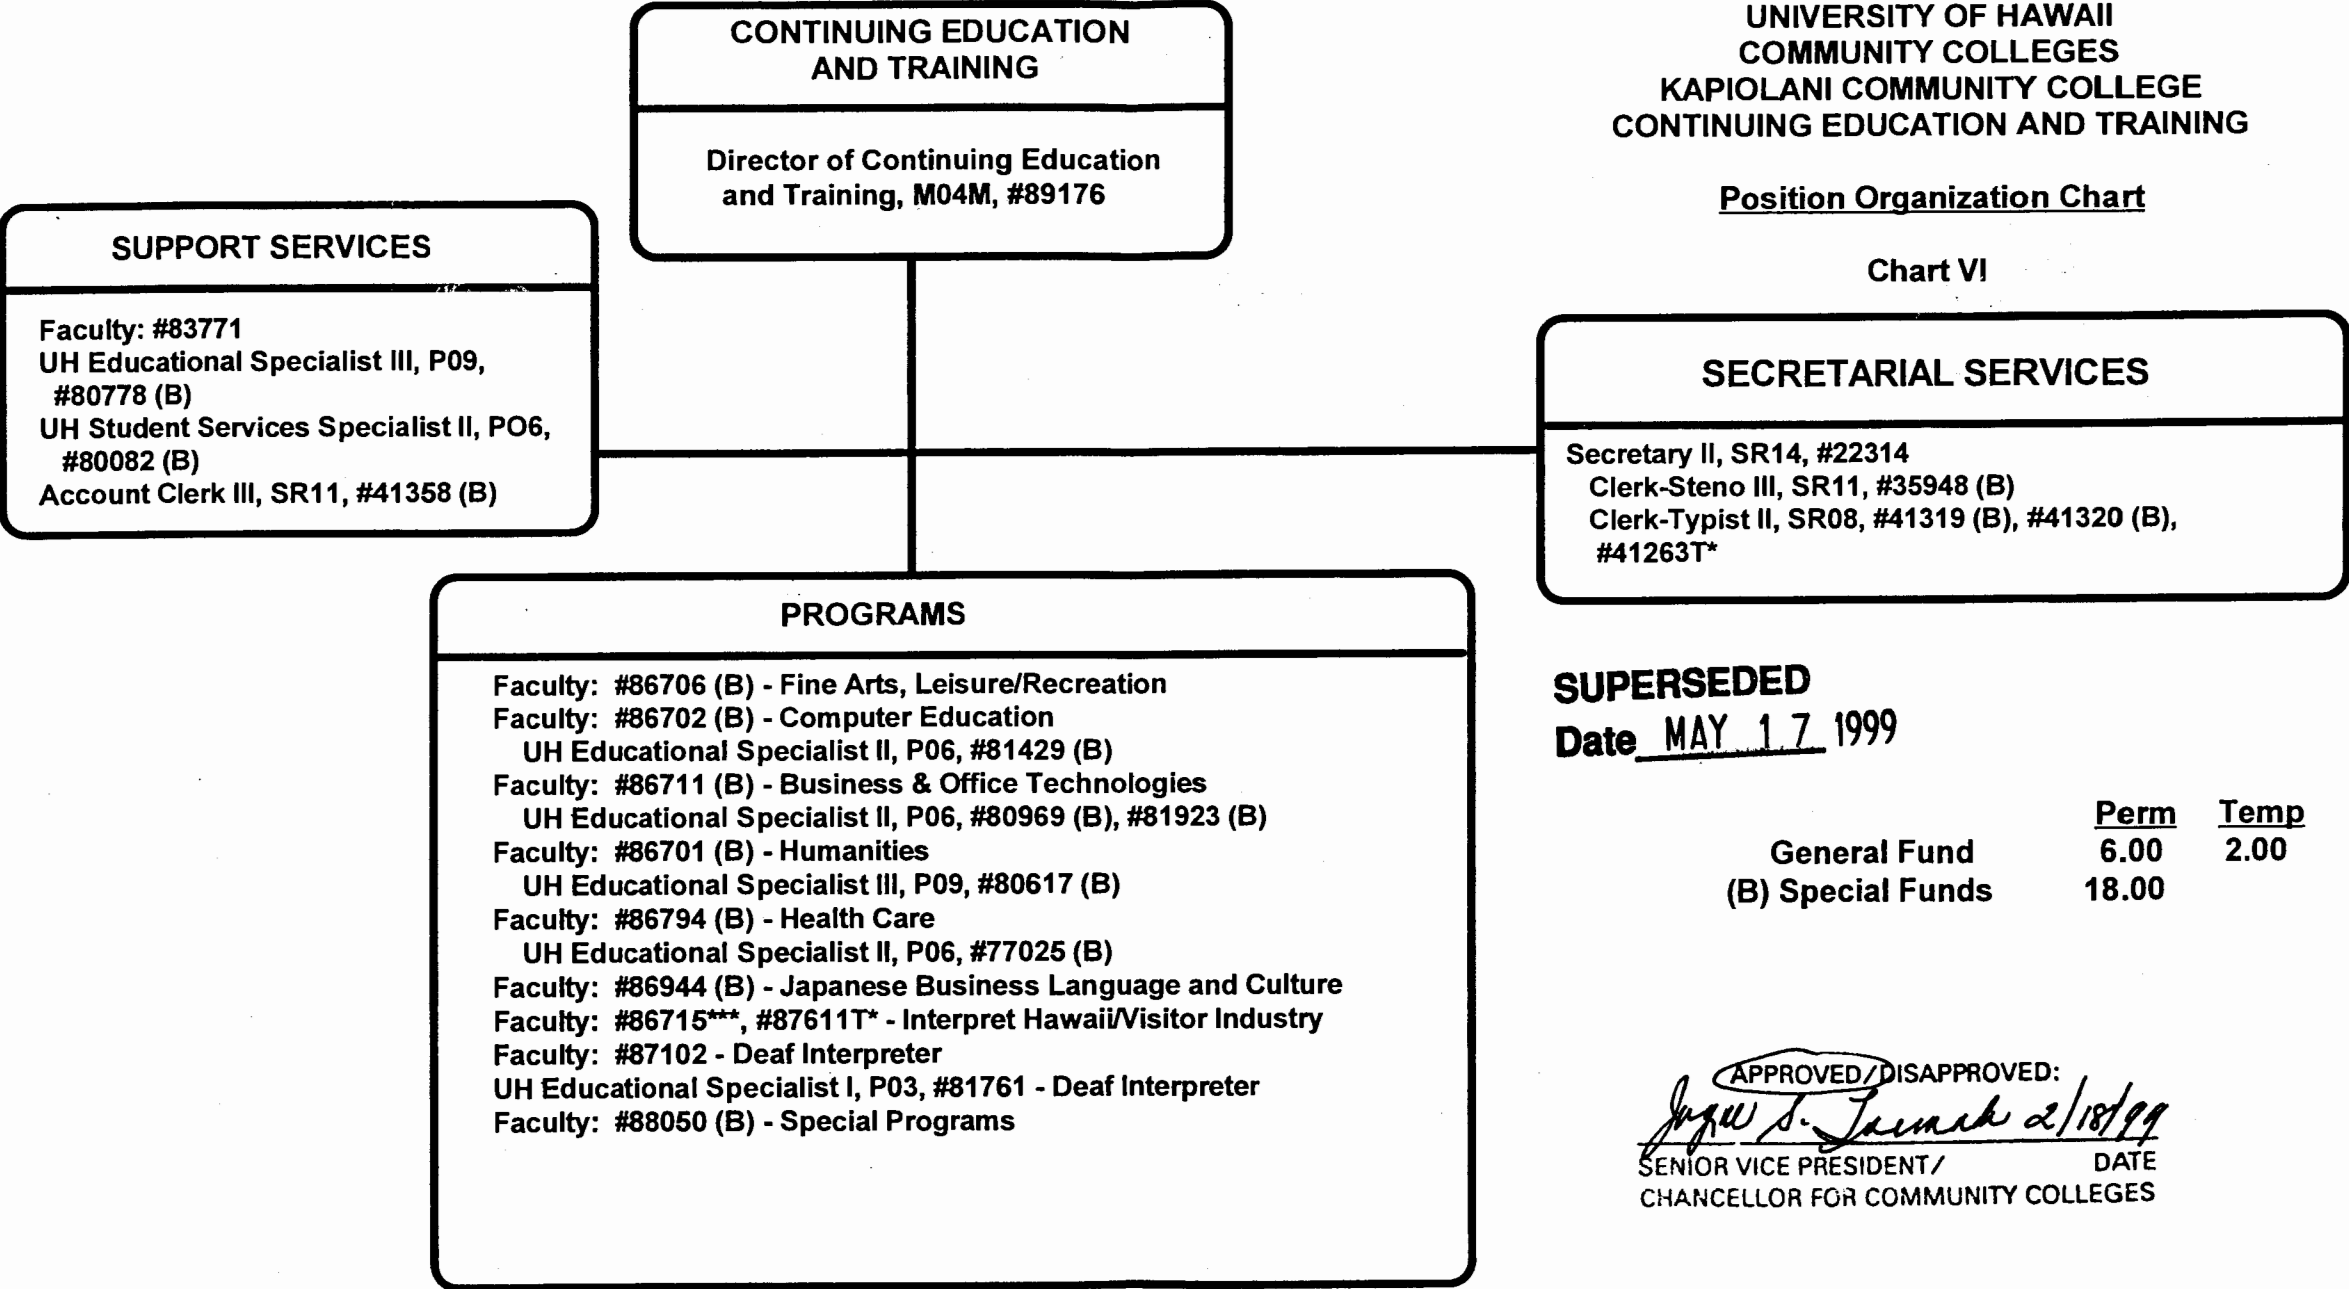 CONTINUING EDUCATION
AND TRAINING
Director of Continuing Education
and Training, M04M, #89176
UNIVERSITY OF HAWAII
COMMUNITY COLLEGES
KAPIOLANI COMMUNITY COLLEGE
CONTINUING EDUCATION AND TRAINING
Position Organization Chart
Chart VI
SUPPORT SERVICES
Faculty: #83771
UH Educational Specialist III, P09,
#80778 (B)
UH Student Services Specialist II, PO6,
#80082 (B)
Account Clerk III, SR11, #41358 (B)
SECRETARIAL SERVICES
Secretary II, SR14, #22314
Clerk-Steno III, SR11, #35948 (B)
Clerk-Typist II, SR08, #41319 (B), #41320 (B),
#41263T*
PROGRAMS
Faculty: #86706 (B) - Fine Arts, Leisure/Recreation
Faculty: #86702 (B) - Computer Education
UH Educational Specialist II, P06, #81429 (B)
Faculty: #86711 (B) - Business & Office Technologies
UH Educational Specialist II, P06, #80969 (B), #81923 (B)
Faculty: #86701 (B) - Humanities
UH Educational Specialist III, P09, #80617 (B)
Faculty: #86794 (B) - Health Care
UH Educational Specialist II, P06, #77025 (B)
Faculty: #86944 (B) - Japanese Business Language and Culture
Faculty: #86715***, #87611T* - Interpret Hawaii/Visitor Industry
Faculty: #87102 - Deaf Interpreter
UH Educational Specialist I, P03, #81761 - Deaf Interpreter
Faculty: #88050 (B) - Special Programs
SUPERSEDED
Date MAY 17 1999
Perm Temp
General Fund 6.00 2.00
(B) Special Funds 18.00
APPROVED/DISAPPROVED:
S. 2/18/99
SENIOR VICE PRESIDENT/ DATE
CHANCELLOR FOR COMMUNITY COLLEGES